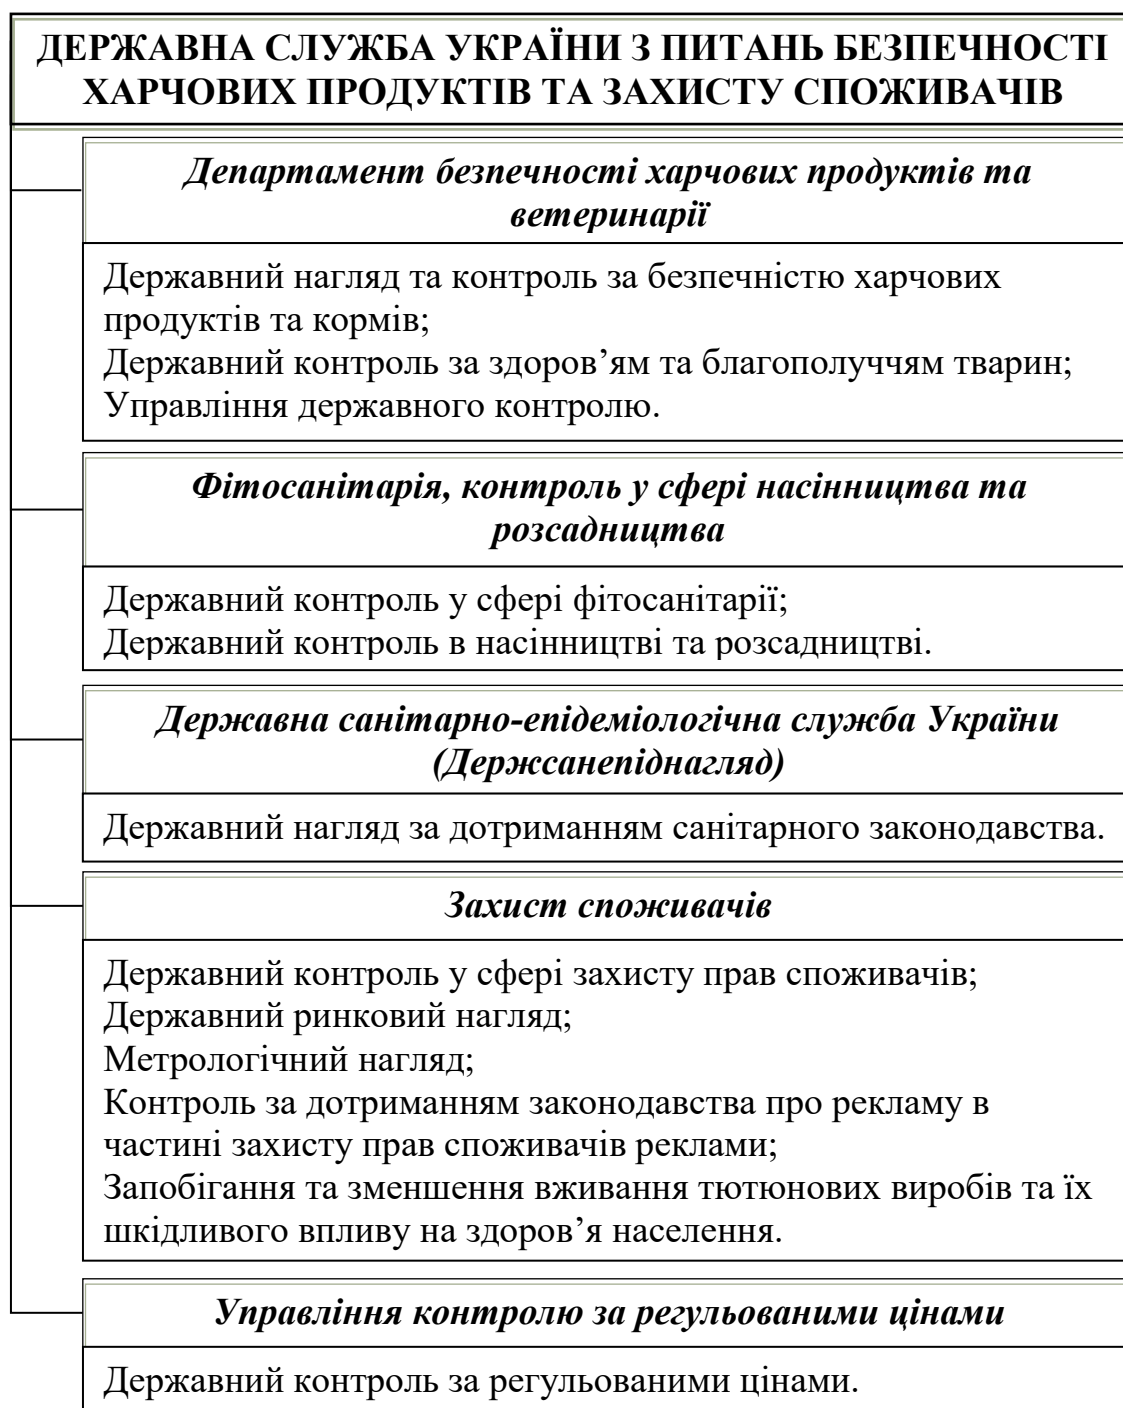 ДЕРЖАВНА СЛУЖБА УКРАЇНИ З ПИТАНЬ БЕЗПЕЧНОСТІ
ХАРЧОВИХ ПРОДУКТІВ ТА ЗАХИСТУ СПОЖИВАЧІВ
Департамент безпечності харчових продуктів та
ветеринарії
Державний нагляд та контроль за безпечністю харчових
продуктів та кормів;
Державний контроль за здоров’ям та благополуччям тварин;
Управління державного контролю.
Фітосанітарія, контроль у сфері насінництва та
розсадництва
Державний контроль у сфері фітосанітарії;
Державний контроль в насінництві та розсадництві.
Державна санітарно-епідеміологічна служба України
(Держсанепіднагляд)
Державний нагляд за дотриманням санітарного законодавства.
Захист споживачів
Державний контроль у сфері захисту прав споживачів;
Державний ринковий нагляд;
Метрологічний нагляд;
Контроль за дотриманням законодавства про рекламу в
частині захисту прав споживачів реклами;
Запобігання та зменшення вживання тютюнових виробів та їх
шкідливого впливу на здоров’я населення.
Управління контролю за регульованими цінами
Державний контроль за регульованими цінами.